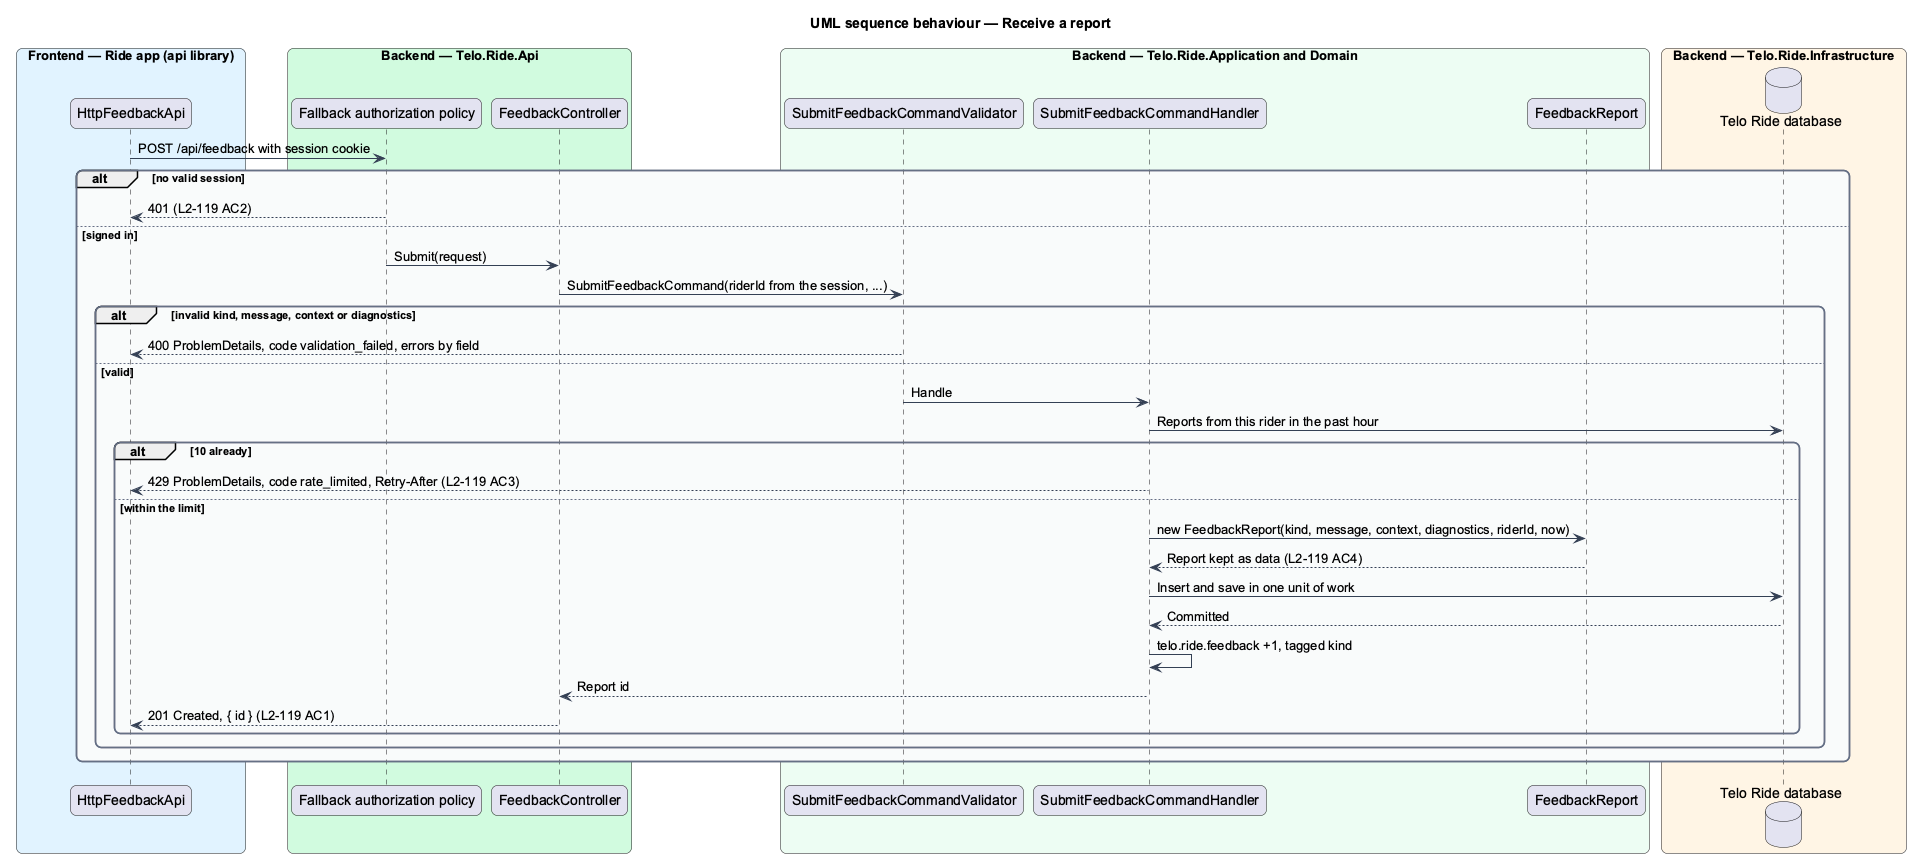 UML sequence behaviour — Receive a report
Frontend — Ride app (api library)
Backend — Telo.Ride.Api
Backend — Telo.Ride.Application and Domain
Backend — Telo.Ride.Infrastructure
HttpFeedbackApi
Fallback authorization policy
FeedbackController
SubmitFeedbackCommandValidator
SubmitFeedbackCommandHandler
FeedbackReport
Telo Ride database
POST /api/feedback with session cookie
alt
[no valid session]
401 (L2-119 AC2)
[signed in]
Submit(request)
SubmitFeedbackCommand(riderId from the session, ...)
alt
[invalid kind, message, context or diagnostics]
400 ProblemDetails, code validation_failed, errors by field
[valid]
Handle
Reports from this rider in the past hour
alt
[10 already]
429 ProblemDetails, code rate_limited, Retry-After (L2-119 AC3)
[within the limit]
new FeedbackReport(kind, message, context, diagnostics, riderId, now)
Report kept as data (L2-119 AC4)
Insert and save in one unit of work
Committed
telo.ride.feedback +1, tagged kind
Report id
201 Created, { id } (L2-119 AC1)
HttpFeedbackApi
Fallback authorization policy
FeedbackController
SubmitFeedbackCommandValidator
SubmitFeedbackCommandHandler
FeedbackReport
Telo Ride database